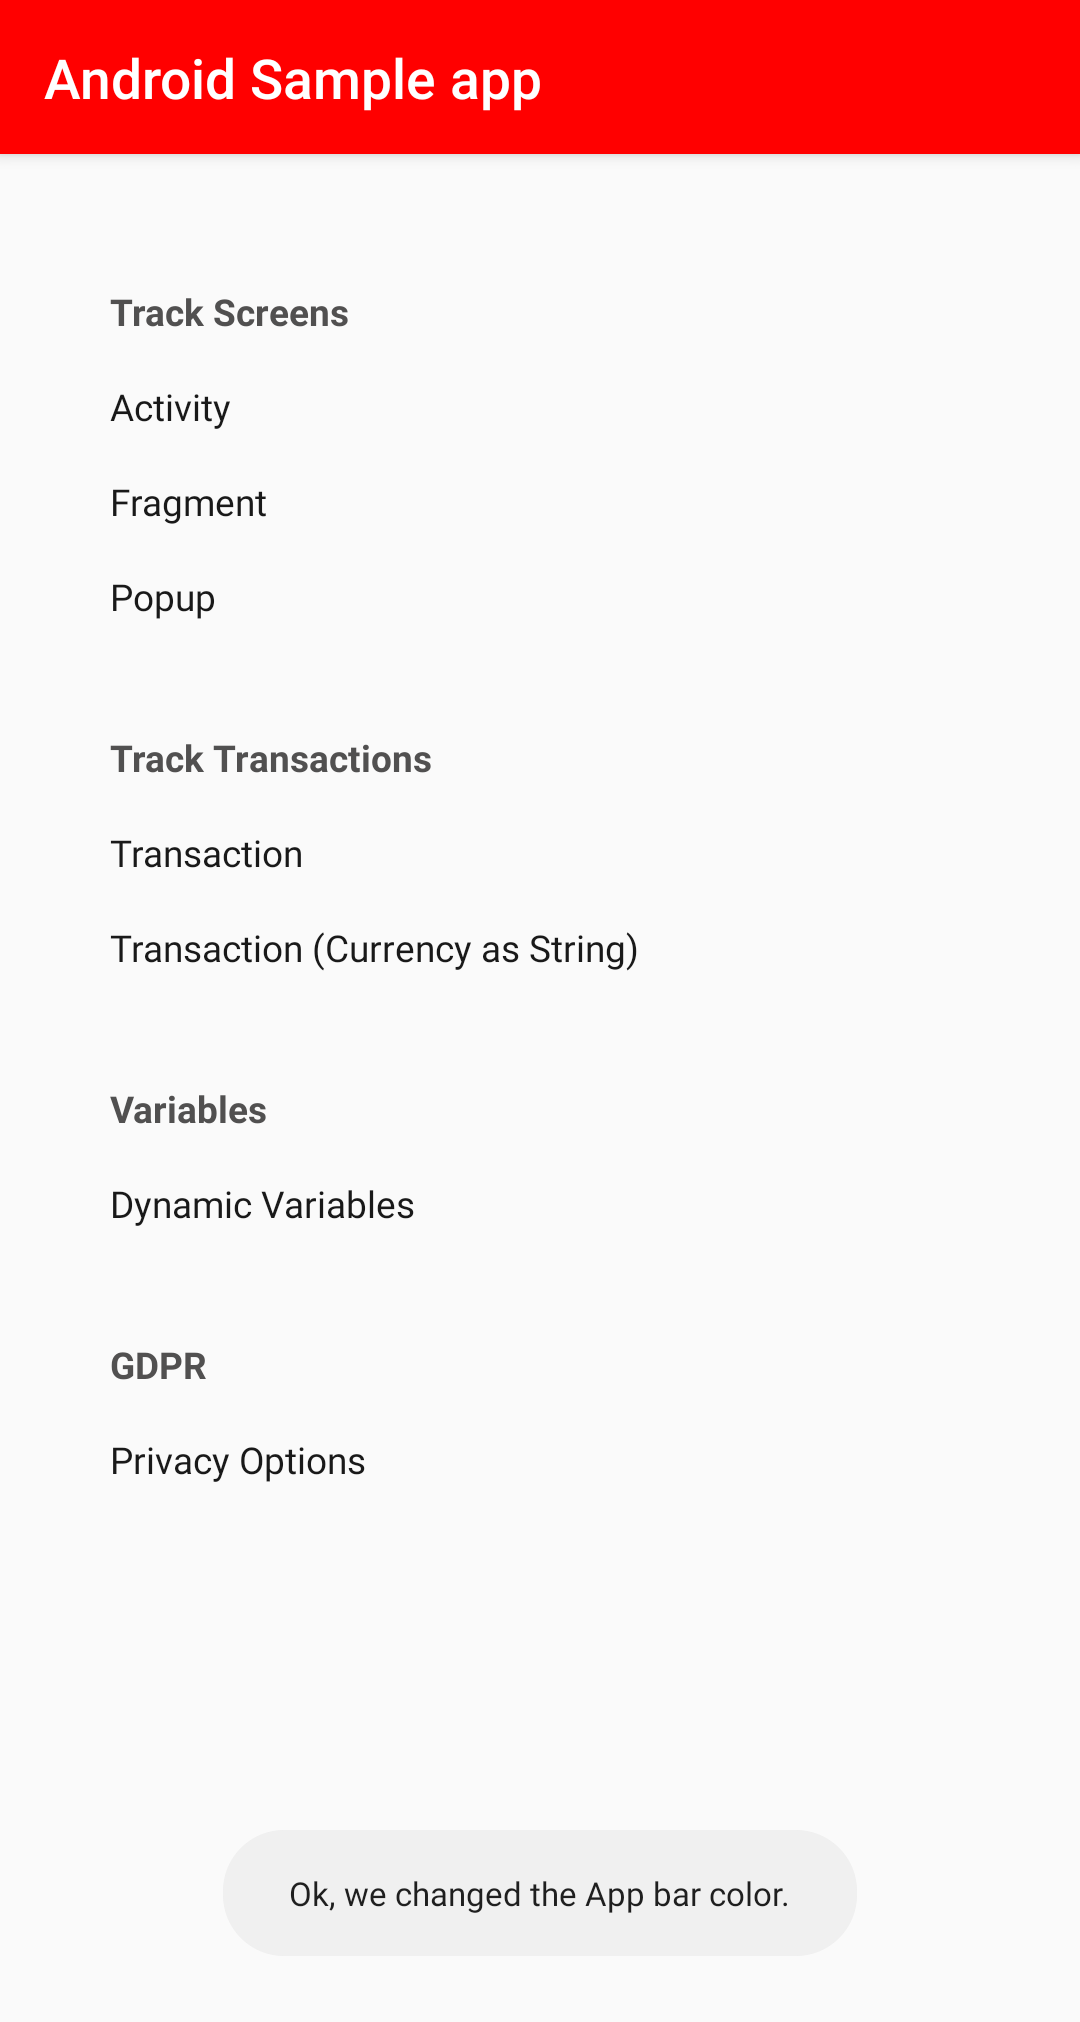 Android Sample app
Track Screens
Activity
Fragment
Popup
Track Transactions
Transaction
Transaction (Currency as String)
Variables
Dynamic Variables
GDPR
Privacy Options
Ok, we changed the App bar color.